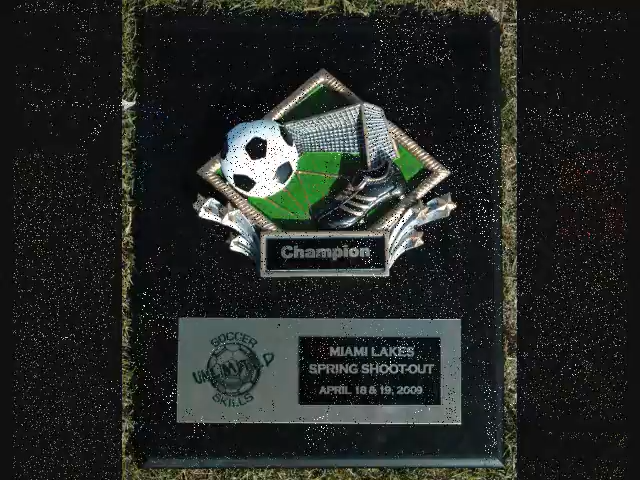 Champion
SOCCER
UNLIMITED
SKILLS
MIAMI LAKES
SPRING SHOOT-OUT
APRIL 18 & 19, 2009